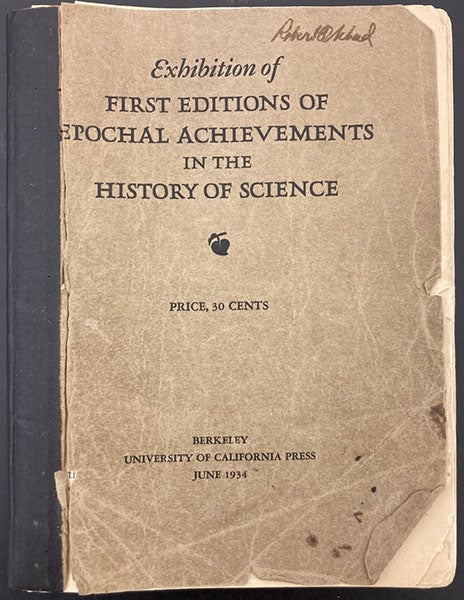 Exhibition of
FIRST EDITIONS OF
EPOCHAL ACHIEVEMENTS
IN THE
HISTORY OF SCIENCE
PRICE, 30 CENTS
BERKELEY
UNIVERSITY OF CALIFORNIA PRESS
JUNE 1934